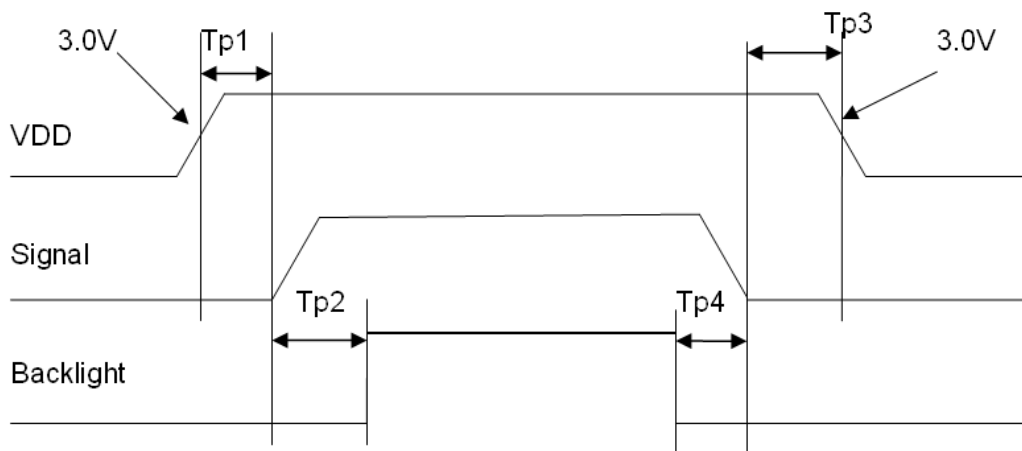 3.0V
Tp1
Tp3
3.0V
VDD
Signal
Tp2
Tp4
Backlight